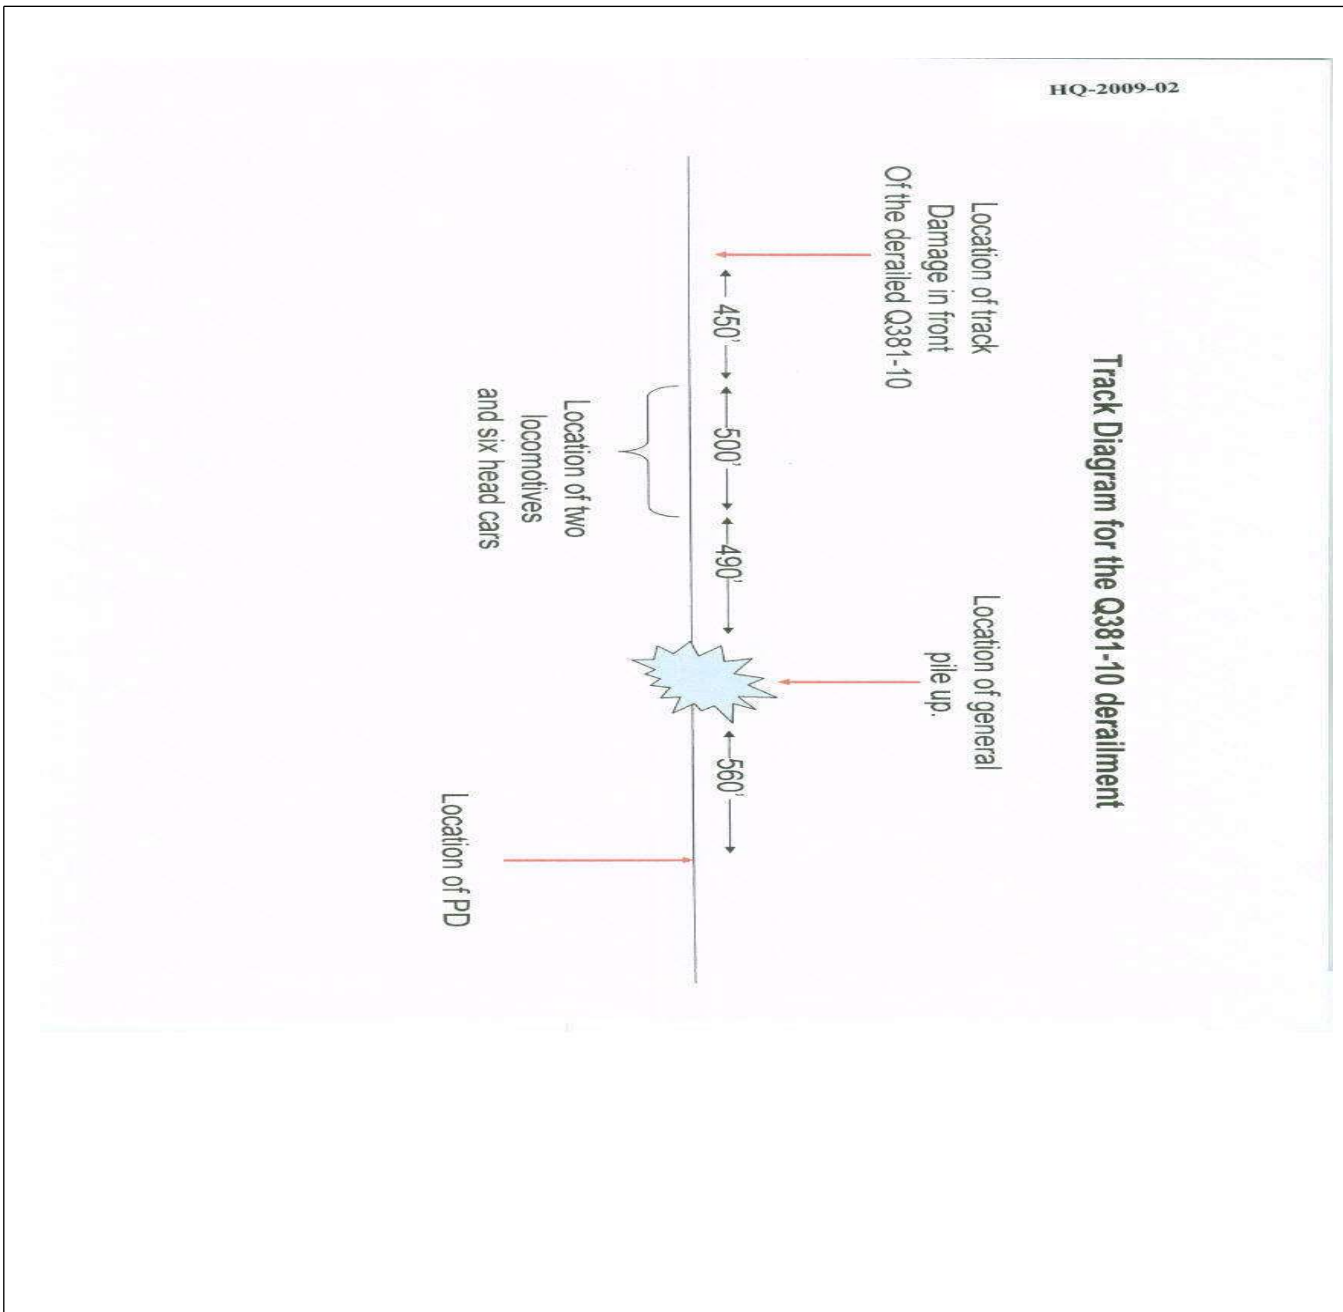 HQ-2009-02
Track Diagram for the Q381-10 derailment
Location of track
Damage in front
Of the derailed Q381-10
Location of general
pile up.
450'
500'
490'
560'
Location of two
locomotives
and six head cars
Location of PD